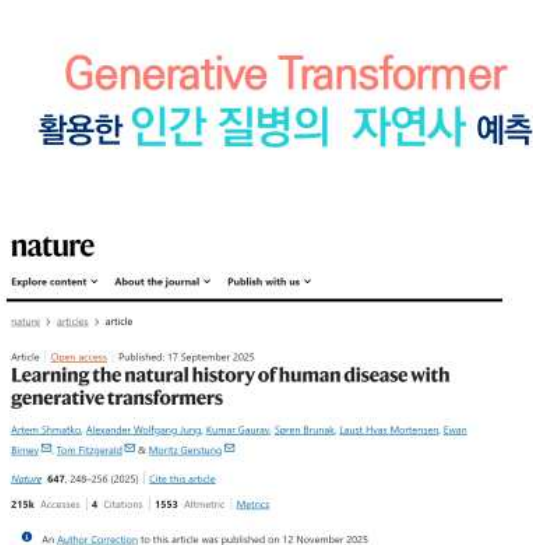 Generative Transformer
활용한 인간 질병의 자연사 예측
nature
Explore content About the journal Publish with us
nature > articles > article
Article | Open access | Published: 17 September 2025
Learning the natural history of human disease with
generative transformers
Artem Shmatko, Alexander Wolfgang Jung, Kumar Gaurav, Søren Brunak, Laust Hvas Mortensen, Ewan
Birney, Tom Fitzgerald & Moritz Gerstung
Nature 647, 248–256 (2025) | Cite this article
215k Accesses | 4 Citations | 1553 Altmetric | Metrics
An Author Correction to this article was published on 12 November 2025